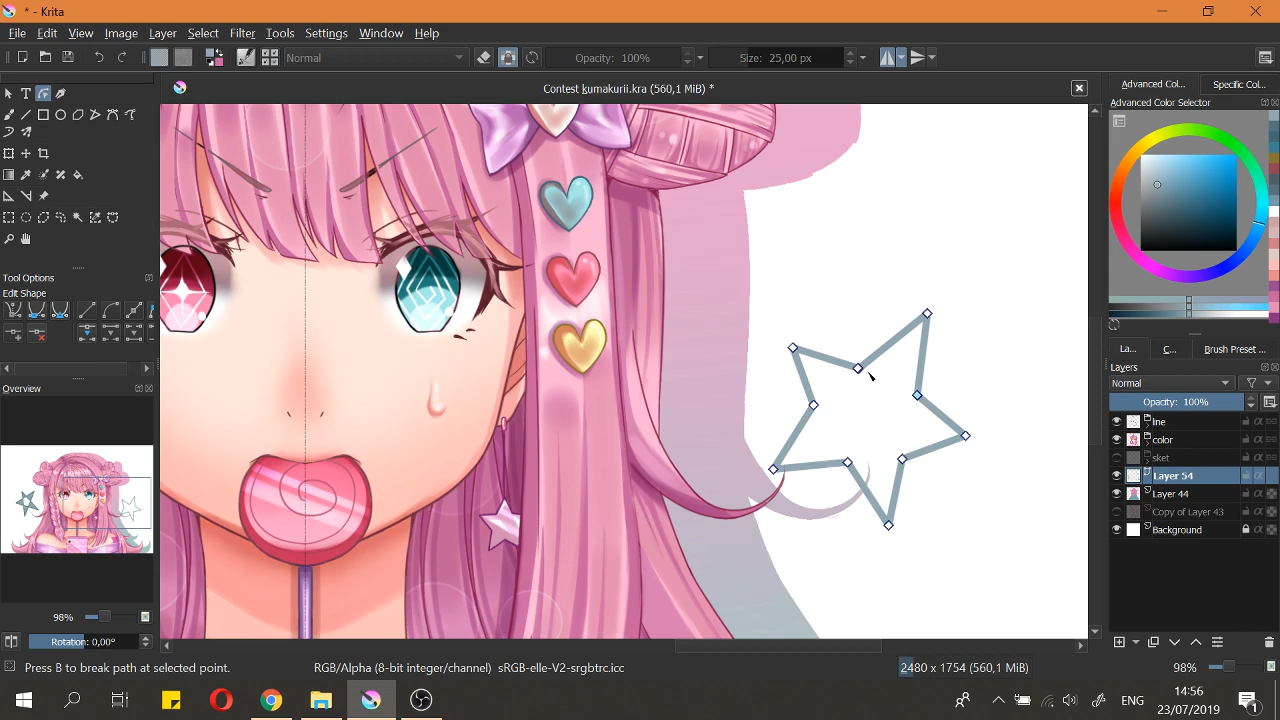 * - Krita
File Edit View Image Layer Select Filter Tools Settings Window Help
Normal Opacity: 100% Size: 25,00 px
Contest kumakurii.kra (560,1 MiB) *
Advanced Col... Specific Col...
Advanced Color Selector
Tool Options
Edit Shape
Overview
98%
Rotation: 0,00°
La... C... Brush Preset ...
Layers
Normal
Opacity: 100%
line
color
sket
Layer 54
Layer 44
Copy of Layer 43
Background
Press B to break path at selected point. RGB/Alpha (8-bit integer/channel) sRGB-elle-V2-srgbtrc.icc 2480 x 1754 (560,1 MiB) 98%
ENG
14:56
23/07/2019
1